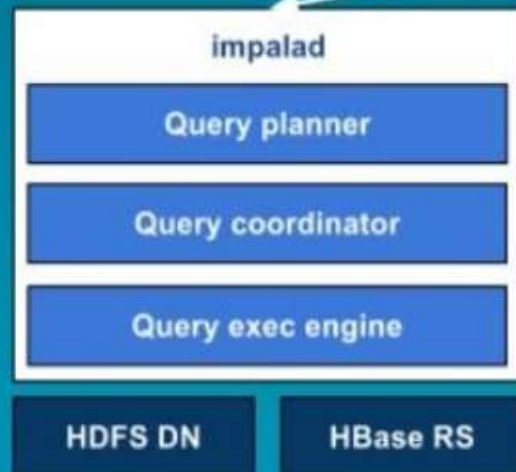 impalad
Query planner
Query coordinator
Query exec engine
HDFS DN
HBase RS